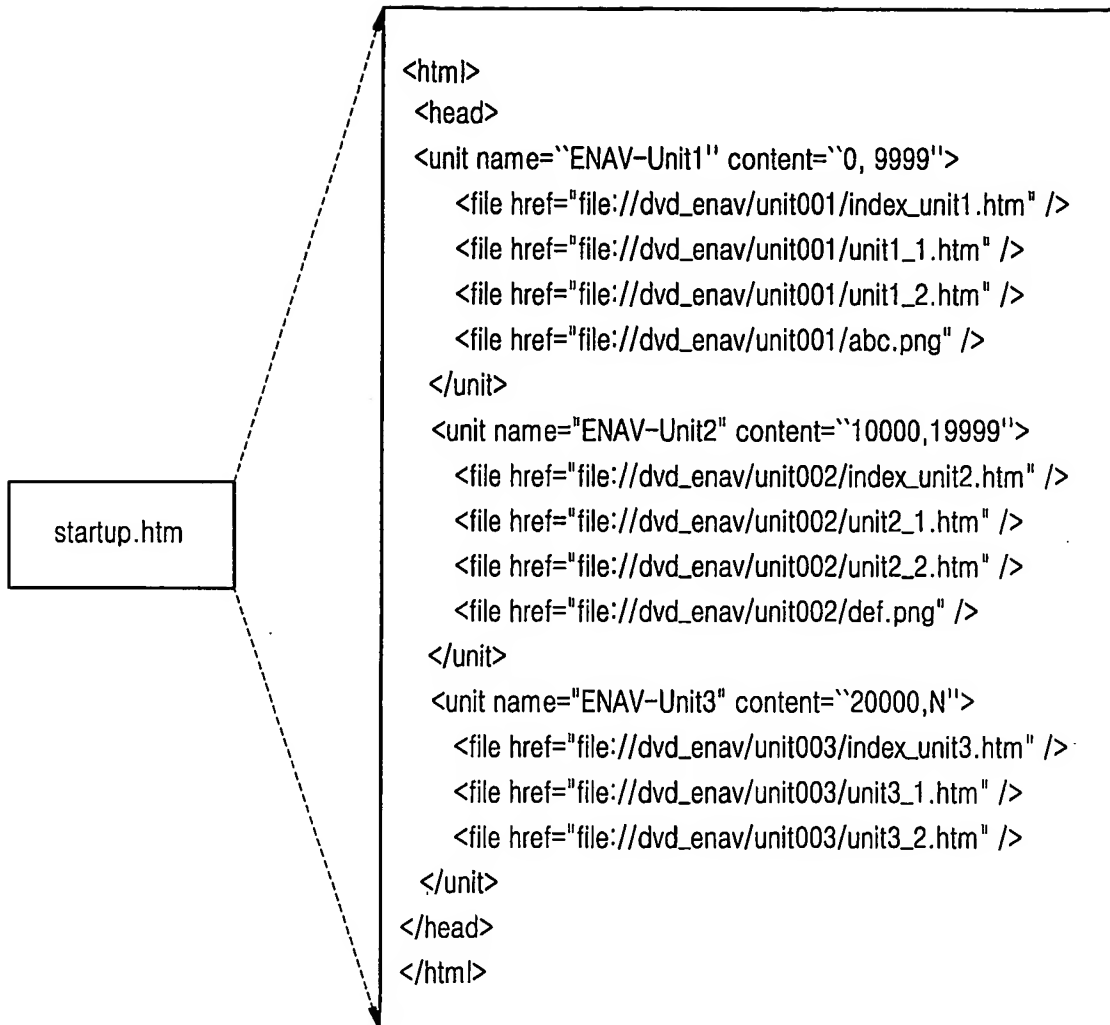 startup.htm
<html>
<head>
<unit name="``ENAV-Unit1" content="``0, 9999">
<file href="file://dvd_enav/unit001/index_unit1.htm" />
<file href="file://dvd_enav/unit001/unit1_1.htm" />
<file href="file://dvd_enav/unit001/unit1_2.htm" />
<file href="file://dvd_enav/unit001/abc.png" />
</unit>
<unit name="ENAV-Unit2" content="``10000,19999">
<file href="file://dvd_enav/unit002/index_unit2.htm" />
<file href="file://dvd_enav/unit002/unit2_1.htm" />
<file href="file://dvd_enav/unit002/unit2_2.htm" />
<file href="file://dvd_enav/unit002/def.png" />
</unit>
<unit name="ENAV-Unit3" content="``20000,N">
<file href="file://dvd_enav/unit003/index_unit3.htm" />
<file href="file://dvd_enav/unit003/unit3_1.htm" />
<file href="file://dvd_enav/unit003/unit3_2.htm" />
</unit>
</head>
</html>